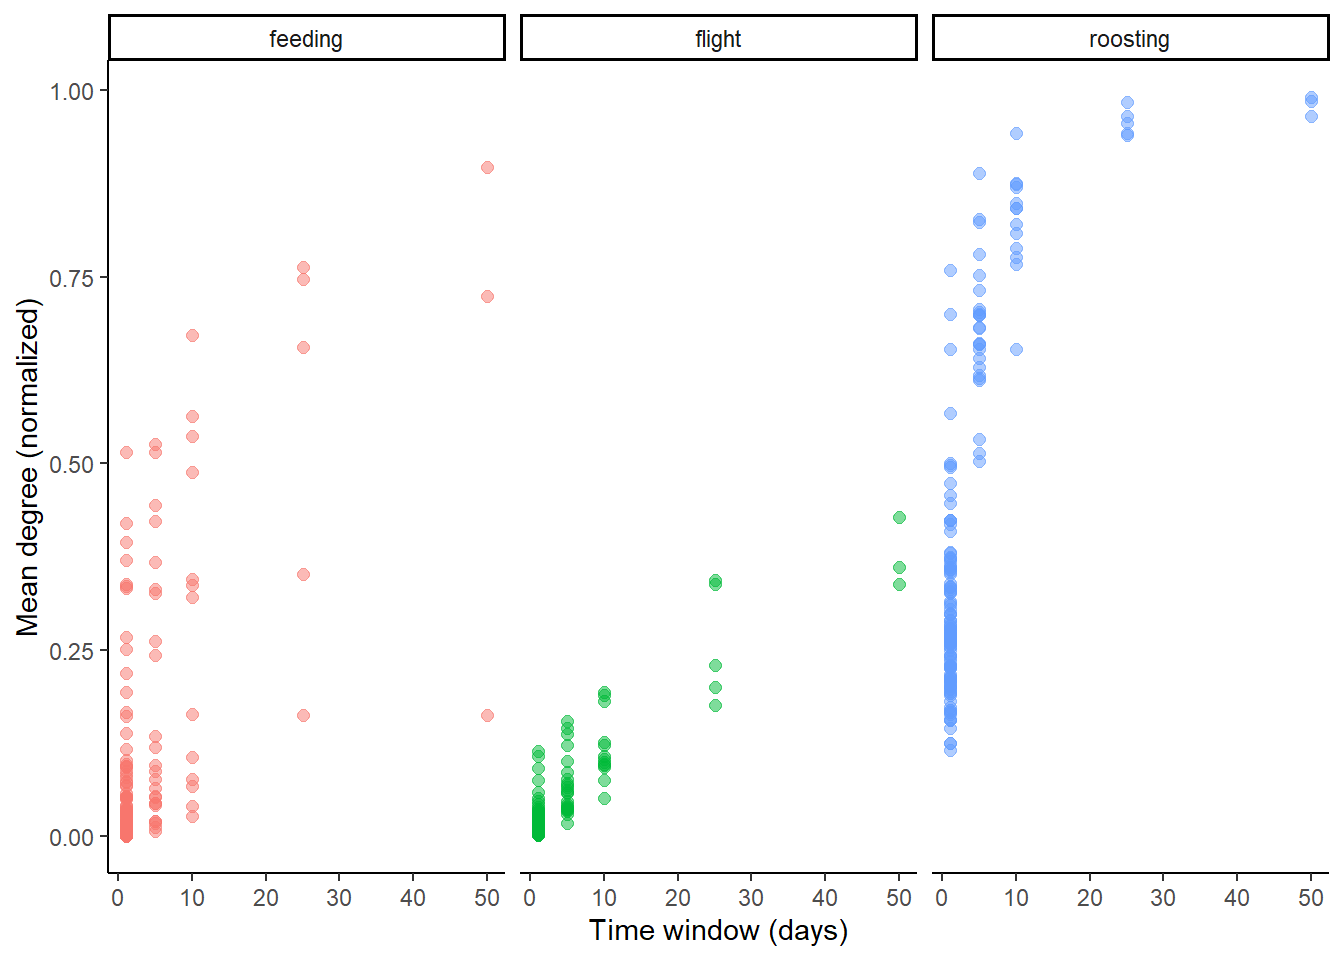 feeding flight roosting
1.00
0.75
0.50
0.25
0.00
Mean degree (normalized)
0 10 20 30 40 50 0 10 20 30 40 50 0 10 20 30 40 50
Time window (days)